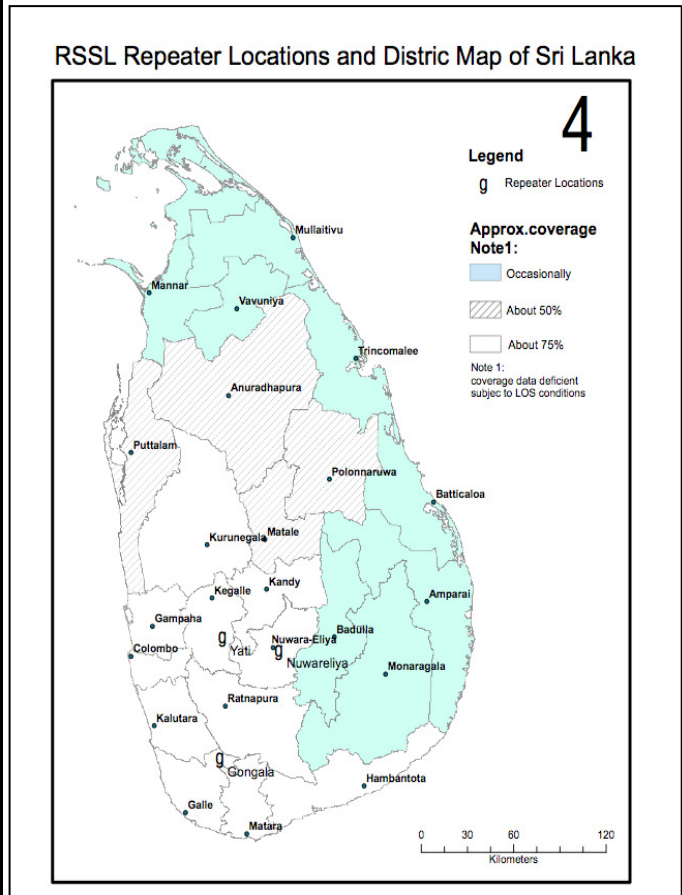 RSSL Repeater Locations and Distric Map of Sri Lanka
4
Legend
g Repeater Locations
Approx.coverage
Note1:
Occasionally
About 50%
About 75%
Note 1:
coverage data deficient
subjec to LOS conditions
Mullaitivu
Mannar
Vavuniya
Trincomalee
Anuradhapura
Puttalam
Polonnaruwa
Batticaloa
Kurunegala
Matale
Kandy
Kegalle
Amparai
Gampaha
g
Yati
Nuwara-Eliya
g
Nuwareliya
Badulla
Colombo
Monaragala
Ratnapura
Kalutara
g
Gongala
Hambantota
Galle
Matara
0 30 60 120
Kilometers